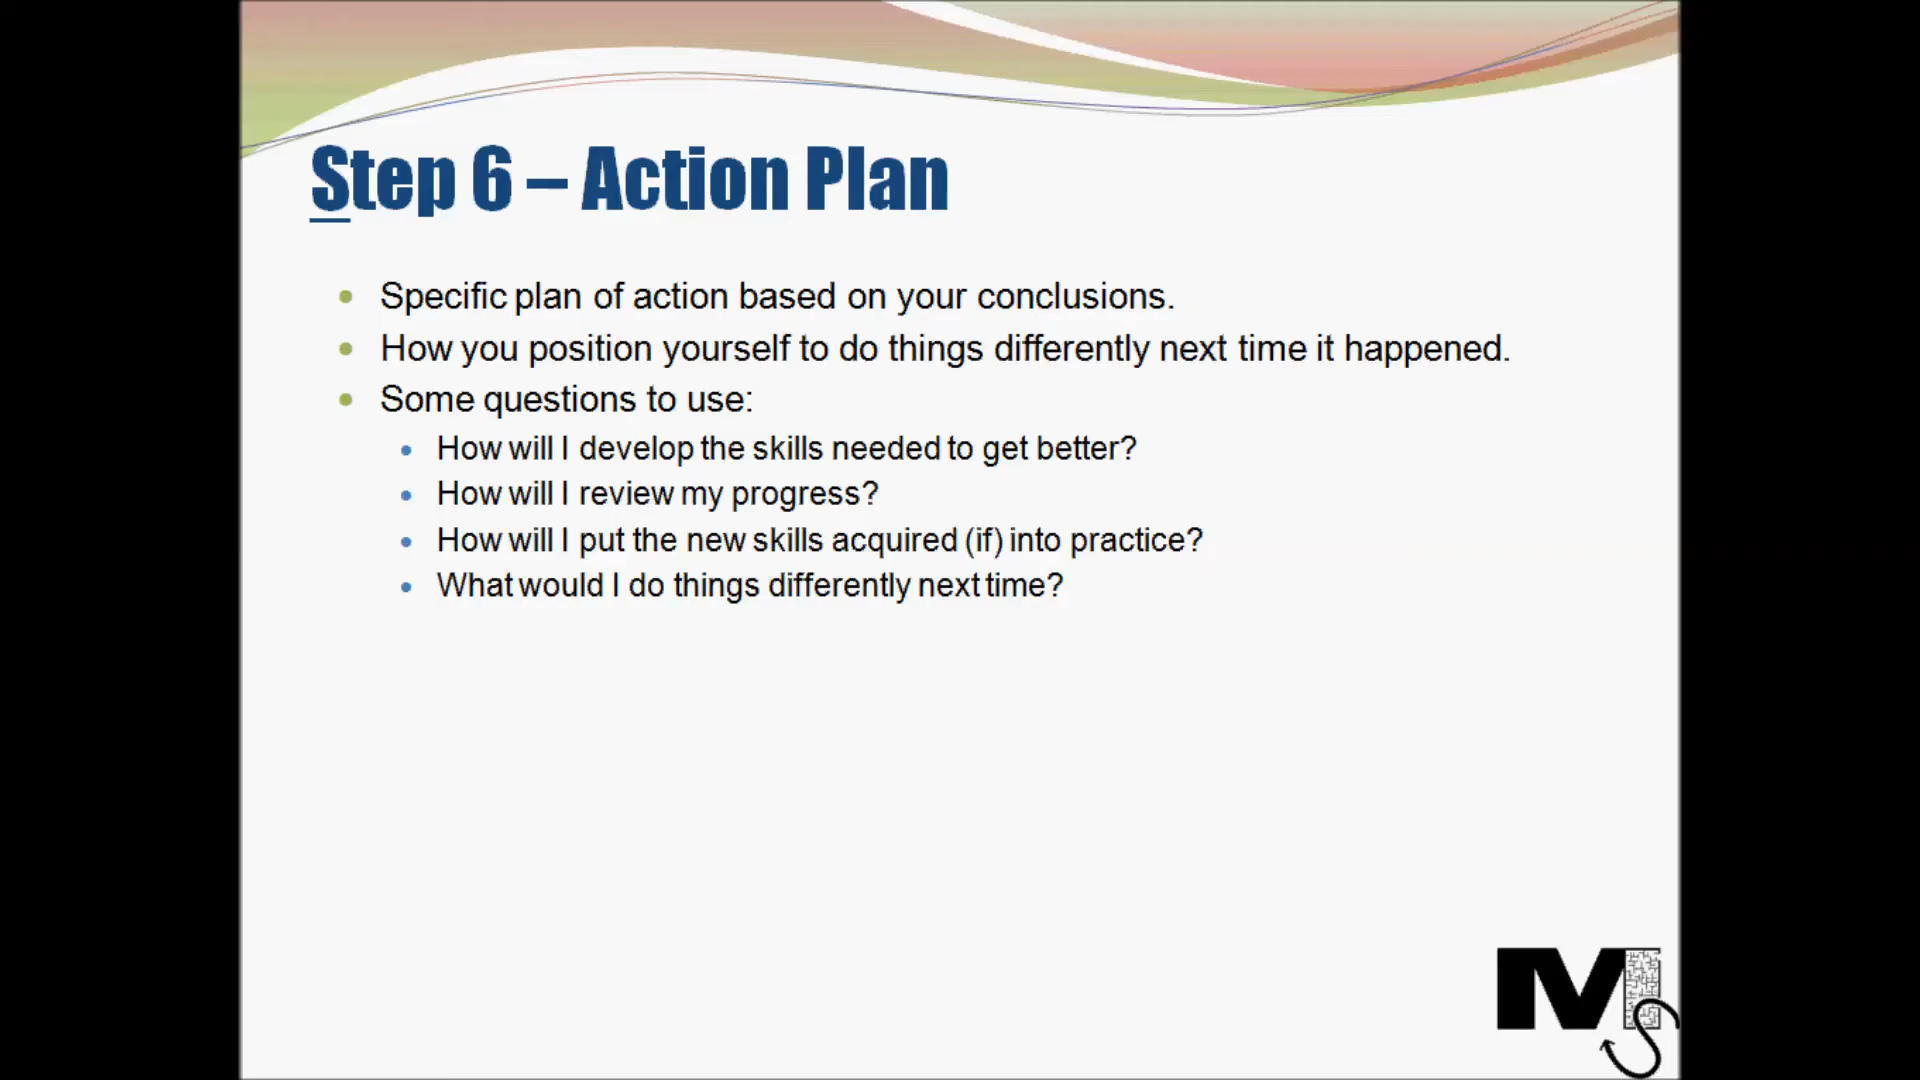 Step 6 – Action Plan
Specific plan of action based on your conclusions.
How you position yourself to do things differently next time it happened.
Some questions to use:
How will I develop the skills needed to get better?
How will I review my progress?
How will I put the new skills acquired (if) into practice?
What would I do things differently next time?
MS